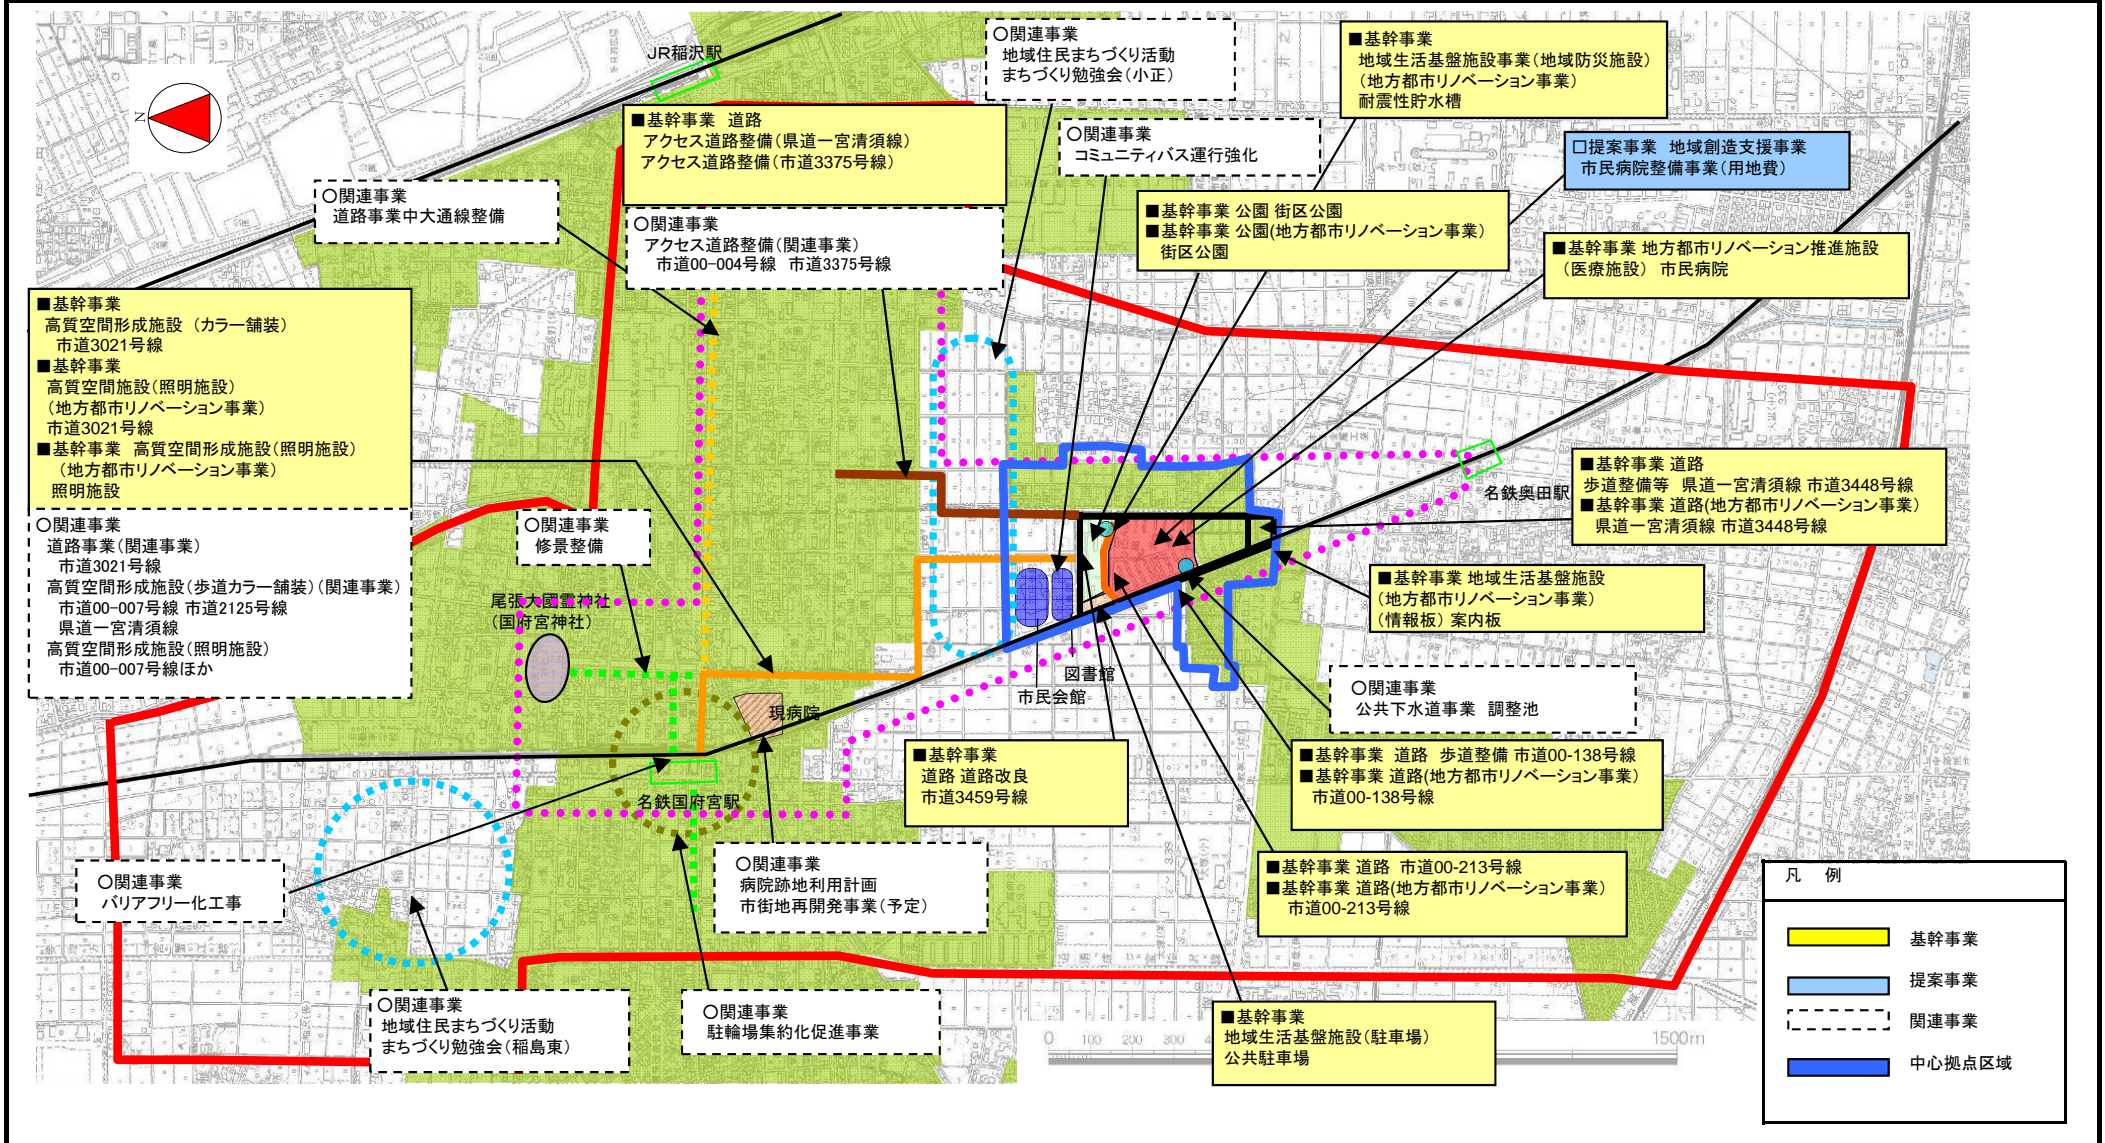 JR稲沢駅
N
〇関連事業
地域住民まちづくり活動
まちづくり勉強会(小正)
■基幹事業
地域生活基盤施設事業(地域防災施設)
(地方都市リノベーション事業)
耐震性貯水槽
■基幹事業 道路
アクセス道路整備(県道一宮清須線)
アクセス道路整備(市道3375号線)
〇関連事業
コミュニティバス運行強化
□提案事業 地域創造支援事業
市民病院整備事業(用地費)
〇関連事業
道路事業中大通線整備
〇関連事業
アクセス道路整備(関連事業)
市道00-004号線 市道3375号線
■基幹事業 公園 街区公園
■基幹事業 公園(地方都市リノベーション事業)
街区公園
■基幹事業 地方都市リノベーション推進施設
(医療施設) 市民病院
■基幹事業
高質空間形成施設 (カラー舗装)
市道3021号線
■基幹事業
高質空間施設(照明施設)
(地方都市リノベーション事業)
市道3021号線
■基幹事業 高質空間形成施設(照明施設)
(地方都市リノベーション事業)
照明施設
〇関連事業
道路事業(関連事業)
市道3021号線
高質空間形成施設(歩道カラー舗装)(関連事業)
市道00-007号線 市道2125号線
県道一宮清須線
高質空間形成施設(照明施設)
市道00-007号線ほか
〇関連事業
修景整備
尾張大國霊神社
(国府宮神社)
名鉄奥田駅
■基幹事業 道路
歩道整備等 県道一宮清須線 市道3448号線
■基幹事業 道路(地方都市リノベーション事業)
県道一宮清須線 市道3448号線
■基幹事業 地域生活基盤施設
(地方都市リノベーション事業)
(情報板) 案内板
図書館
市民会館
現病院
〇関連事業
公共下水道事業 調整池
■基幹事業
道路 道路改良
市道3459号線
■基幹事業 道路 歩道整備 市道00-138号線
■基幹事業 道路(地方都市リノベーション事業)
市道00-138号線
名鉄国府宮駅
〇関連事業
バリアフリー化工事
〇関連事業
病院跡地利用計画
市街地再開発事業(予定)
■基幹事業 道路 市道00-213号線
■基幹事業 道路(地方都市リノベーション事業)
市道00-213号線
〇関連事業
地域住民まちづくり活動
まちづくり勉強会(稲島東)
〇関連事業
駐輪場集約化促進事業
■基幹事業
地域生活基盤施設(駐車場)
公共駐車場
0 100 200 300 4
1500m
凡 例
基幹事業
提案事業
関連事業
中心拠点区域